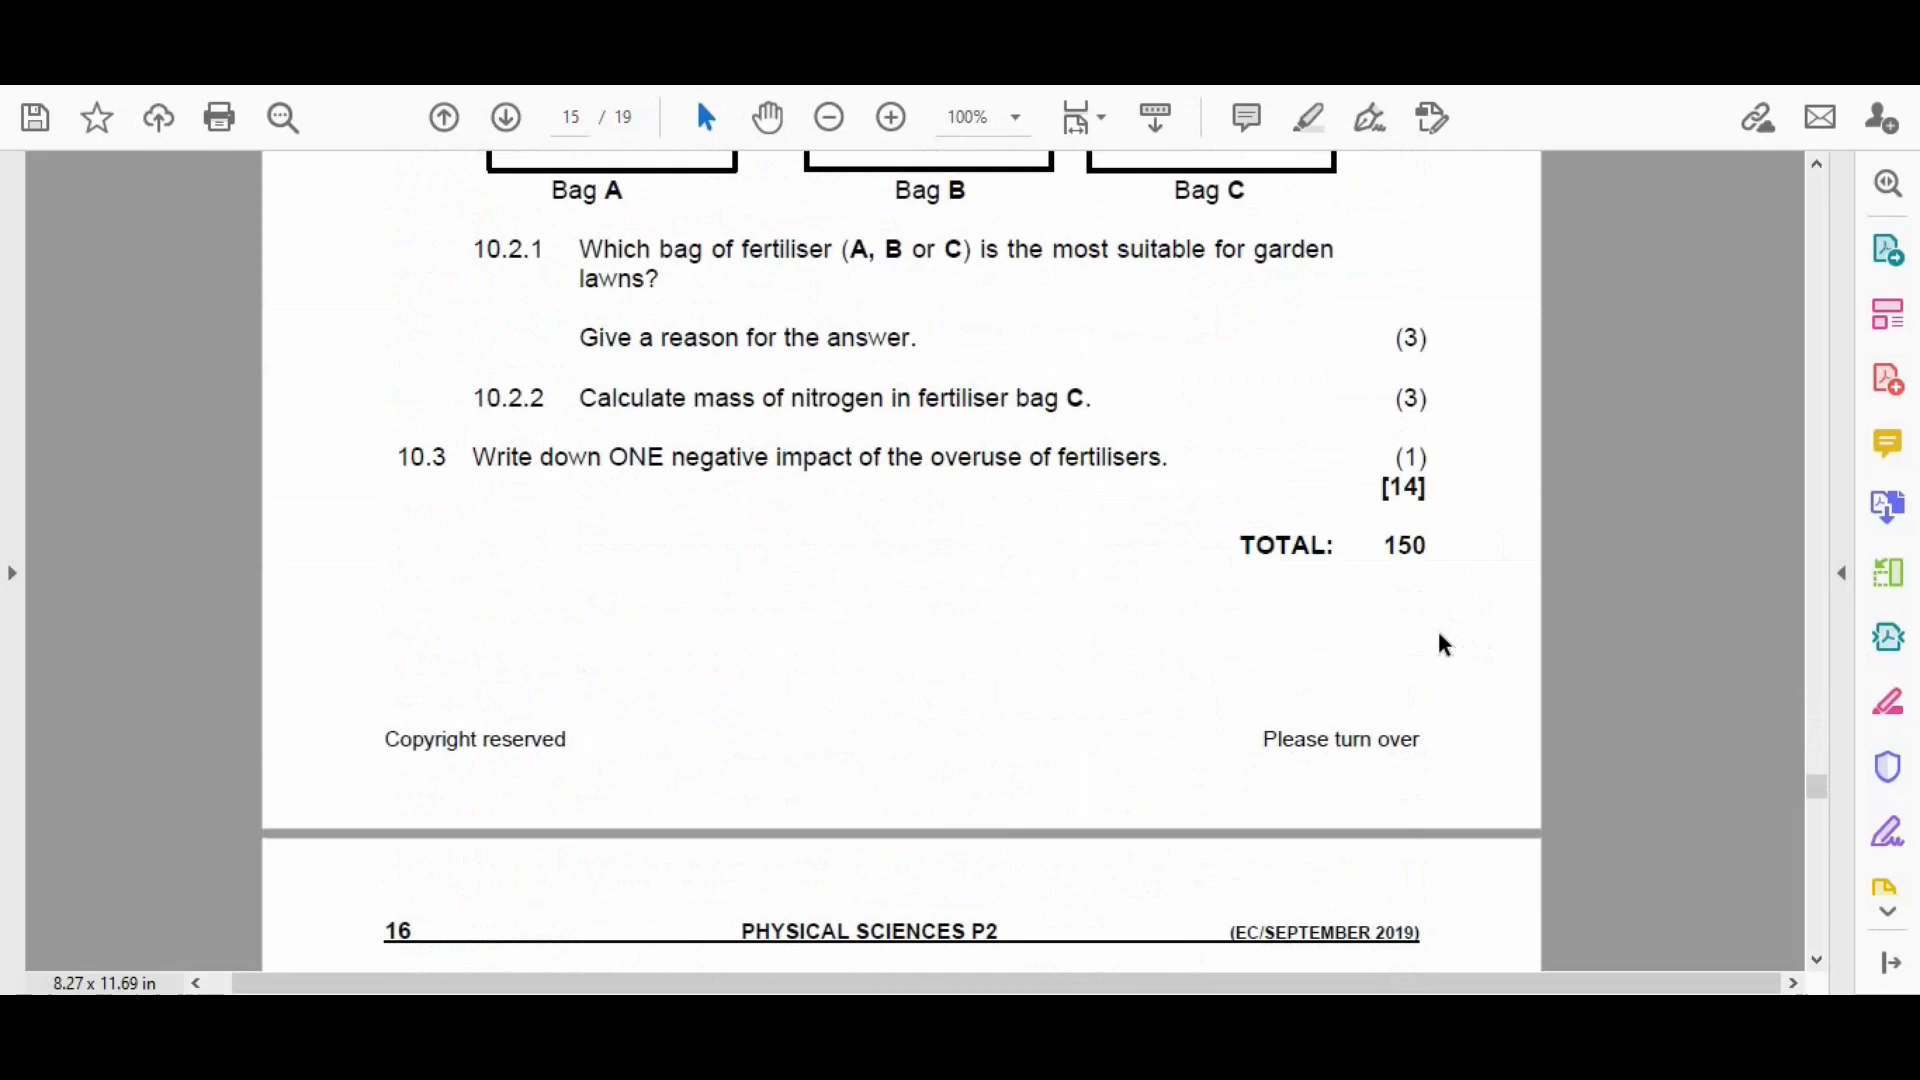 15 / 19
100%
Bag A
Bag B
Bag C
10.2.1 Which bag of fertiliser (A, B or C) is the most suitable for garden
lawns?
Give a reason for the answer. (3)
10.2.2 Calculate mass of nitrogen in fertiliser bag C. (3)
10.3 Write down ONE negative impact of the overuse of fertilisers. (1)
[14]
TOTAL: 150
Copyright reserved
Please turn over
16 PHYSICAL SCIENCES P2 (EC/SEPTEMBER 2019)
8.27 x 11.69 in